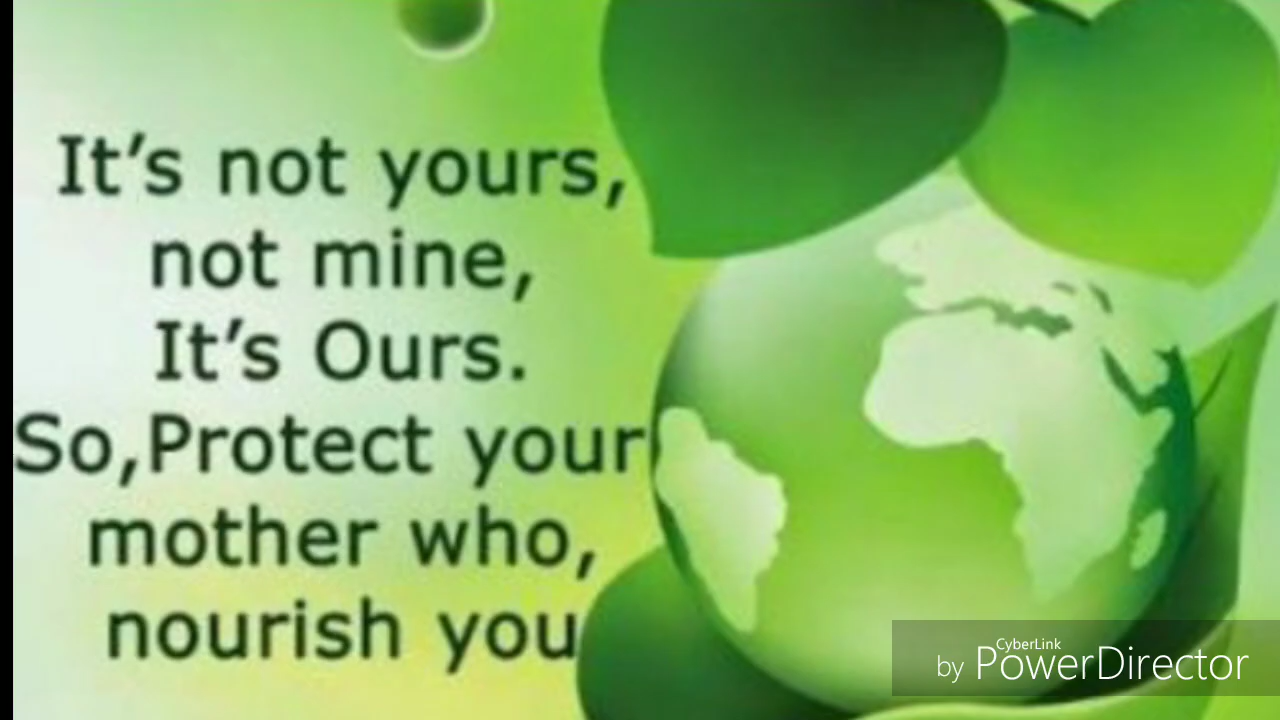 It's not yours,
not mine,
It's Ours.
So,Protect your
mother who,
nourish you
CyberLink
by PowerDirector